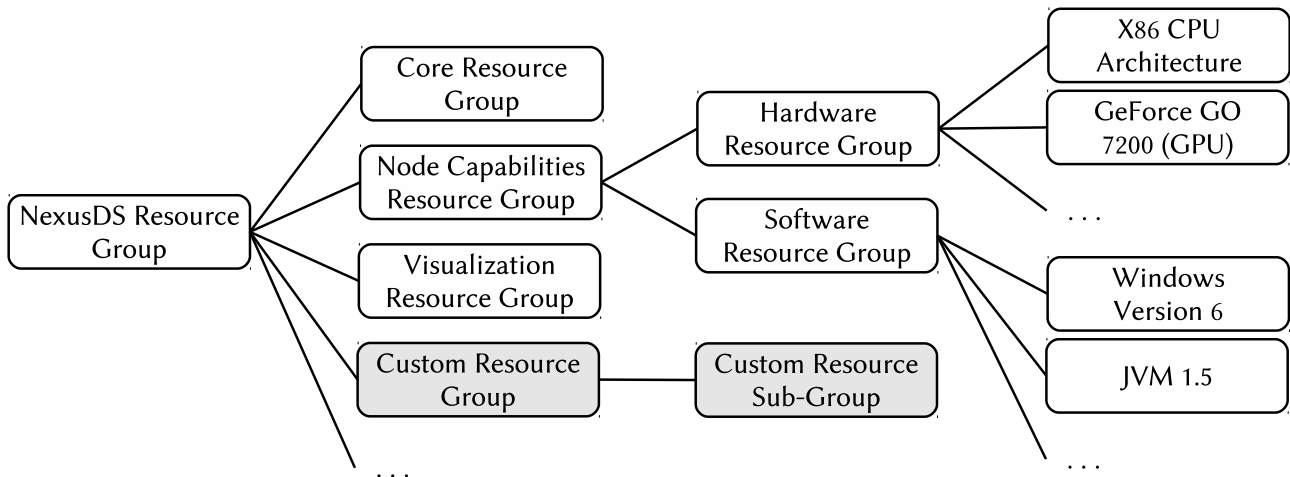 NexusDS Resource
Group
Core Resource
Group
Node Capabilities
Resource Group
Visualization
Resource Group
Custom Resource
Group
. . .
Hardware
Resource Group
Software
Resource Group
Custom Resource
Sub-Group
X86 CPU
Architecture
GeForce GO
7200 (GPU)
. . .
Windows
Version 6
JVM 1.5
. . .